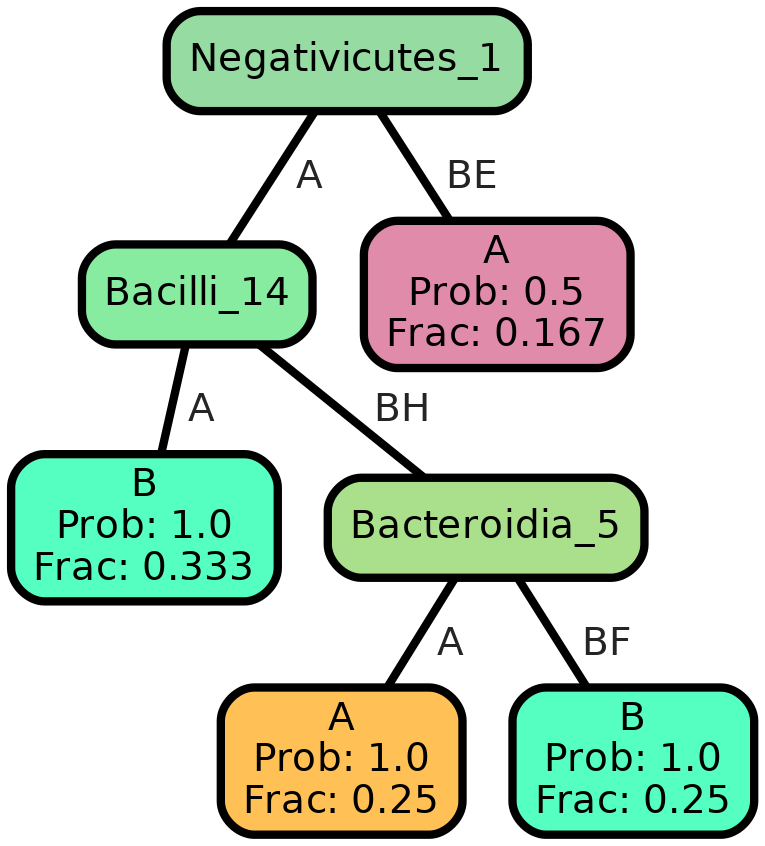 Negativicutes_1
A
BE
Bacilli_14
A
Prob: 0.5
Frac: 0.167
A
BH
B
Prob: 1.0
Frac: 0.333
Bacteroidia_5
A
BF
A
Prob: 1.0
Frac: 0.25
B
Prob: 1.0
Frac: 0.25